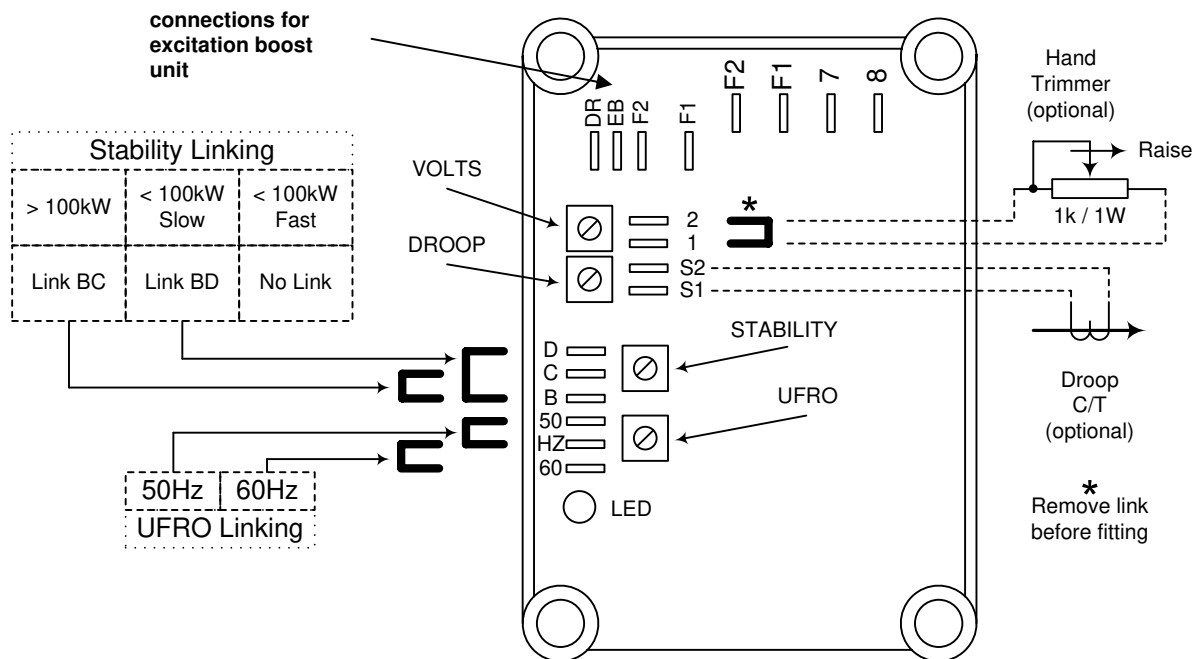 connections for
excitation boost
unit
DR
EB
F2
F1
F2
F1
7
8
Hand
Trimmer
(optional)
Raise
1k / 1W
Stability Linking
> 100kW
< 100kW
Slow
< 100kW
Fast
Link BC
Link BD
No Link
VOLTS
DROOP
*
2
1
S2
S1
STABILITY
D
C
B
UFRO
50
HZ
60
Droop
C/T
(optional)
50Hz
60Hz
UFRO Linking
LED
*
Remove link
before fitting